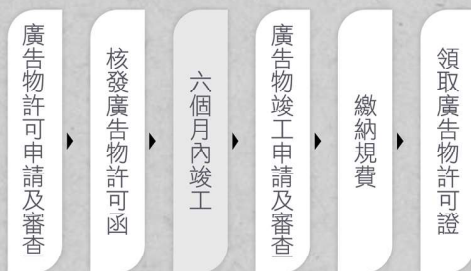 廣告物許可申請及審查
核發廣告物許可函
六個月內竣工
廣告物竣工申請及審查
繳納規費
領取廣告物許可證